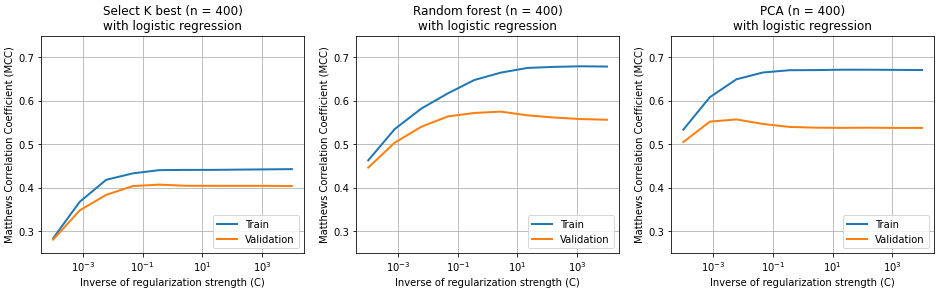 Select K best (n = 400)
with logistic regression
Matthews Correlation Coefficient (MCC)
0.7
0.6
0.5
0.4
0.3
Train
Validation
10⁻³
10⁻¹
10¹
10³
Inverse of regularization strength (C)
Random forest (n = 400)
with logistic regression
Matthews Correlation Coefficient (MCC)
0.7
0.6
0.5
0.4
0.3
Train
Validation
10⁻³
10⁻¹
10¹
10³
Inverse of regularization strength (C)
PCA (n = 400)
with logistic regression
Matthews Correlation Coefficient (MCC)
0.7
0.6
0.5
0.4
0.3
Train
Validation
10⁻³
10⁻¹
10¹
10³
Inverse of regularization strength (C)